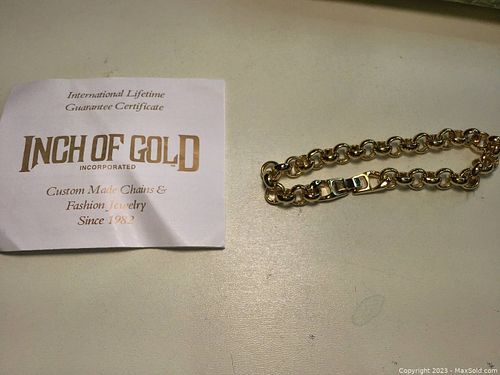 International Lifetime
Guarantee Certificate
INCH OF GOLD
INCORPORATED
Custom Made Chains &
Fashion Jewelry
Since 1982
Copyright 2023 - MaxSold.com